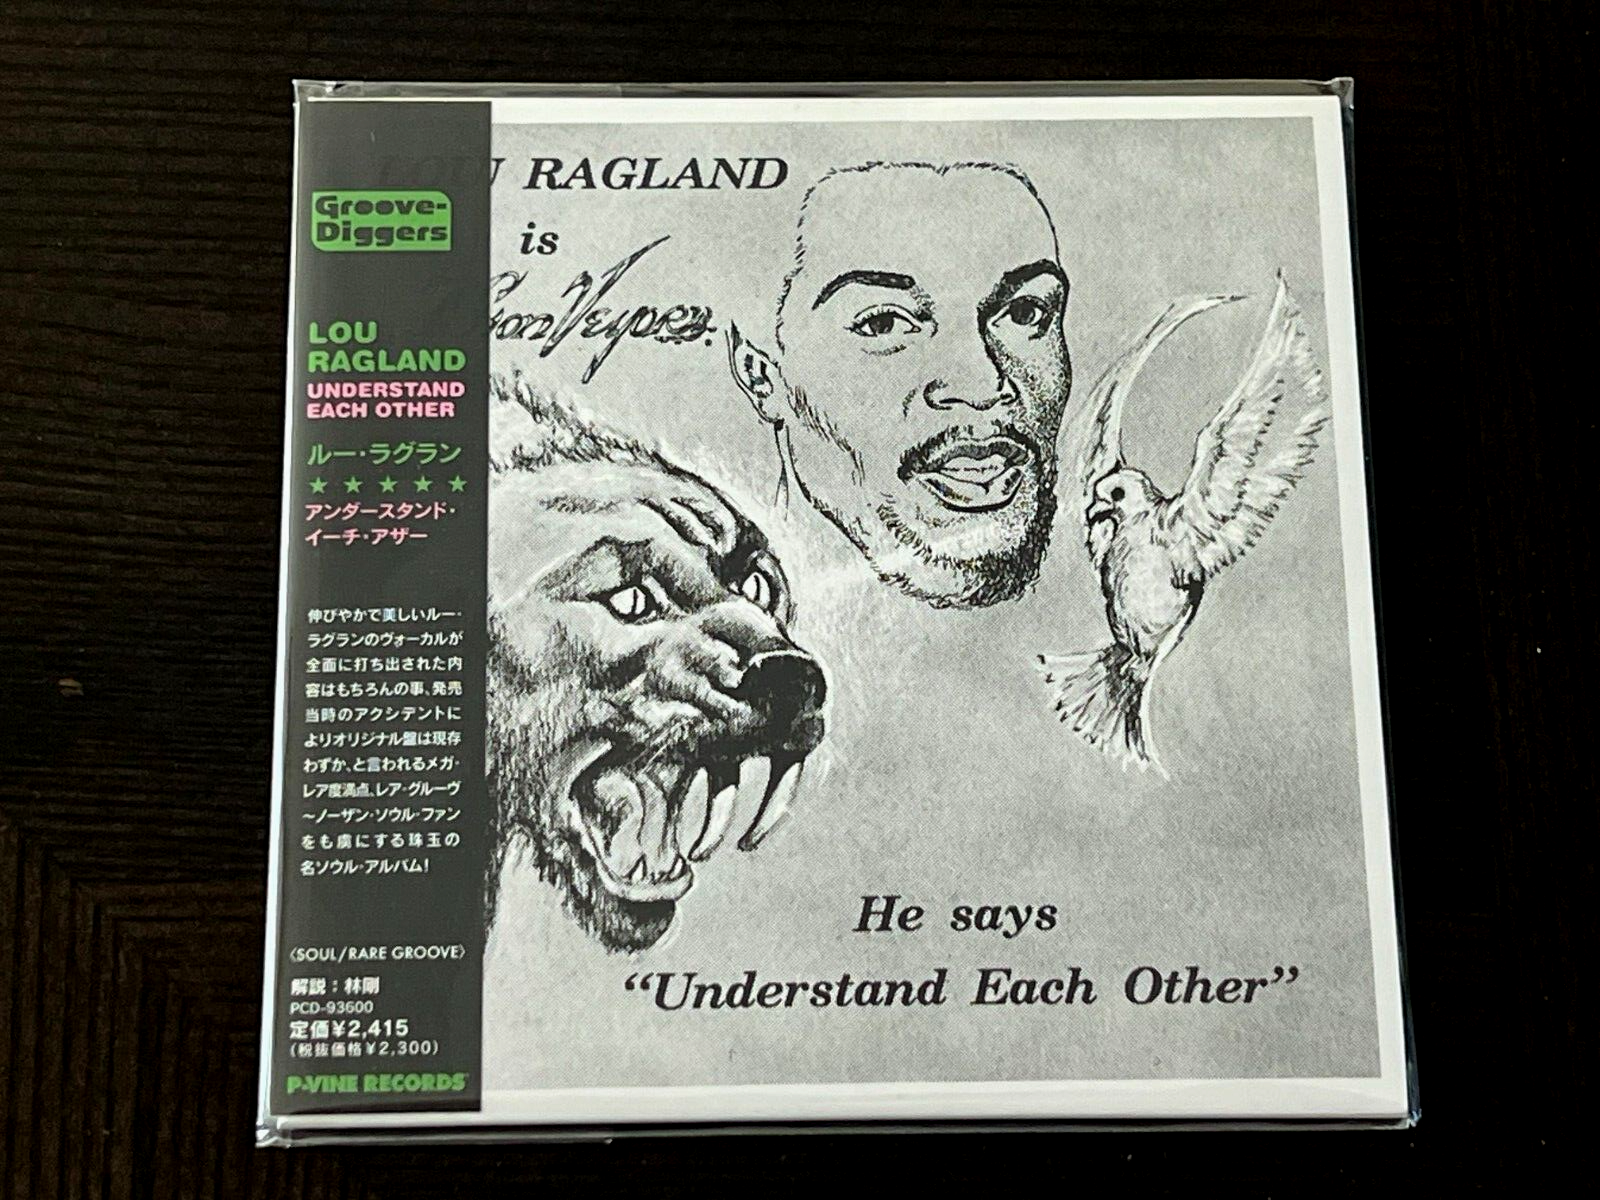 Groove-
Diggers
LOU
RAGLAND
UNDERSTAND
EACH OTHER
ルー・ラグラン
★ ★ ★ ★ ★
アンダースタンド・
イーチ・アザー
伸びやかで美しいルー・
ラグランのヴォーカルが
全面に打ち出された内
容はもちろんの事、発売
当時のアクシデントに
よりオリジナル盤は現存
わずか、と言われるメガ・
レア度満点、レア・グルーヴ
〜ノーザン・ソウル・ファン
をも虜にする珠玉の
名ソウル・アルバム!
〈SOUL/RARE GROOVE〉
解説:林剛
PCD-93600
定価¥2,415
(税抜価格¥2,300)
P-VINE RECORDS
LOU RAGLAND
is
He says
“Understand Each Other”